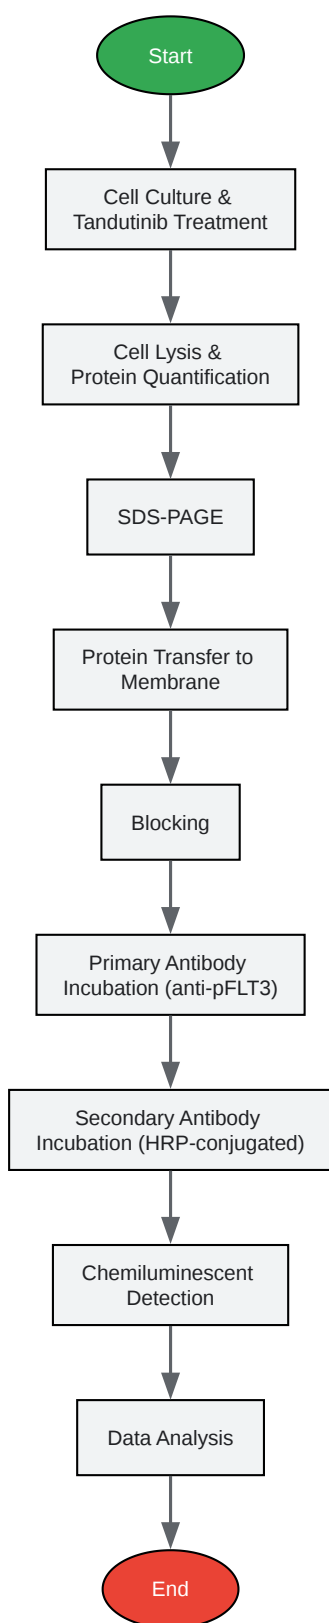 Start
Cell Culture &
Tandutinib Treatment
Cell Lysis &
Protein Quantification
SDS-PAGE
Protein Transfer to
Membrane
Blocking
Primary Antibody
Incubation (anti-pFLT3)
Secondary Antibody
Incubation (HRP-conjugated)
Chemiluminescent
Detection
Data Analysis
End